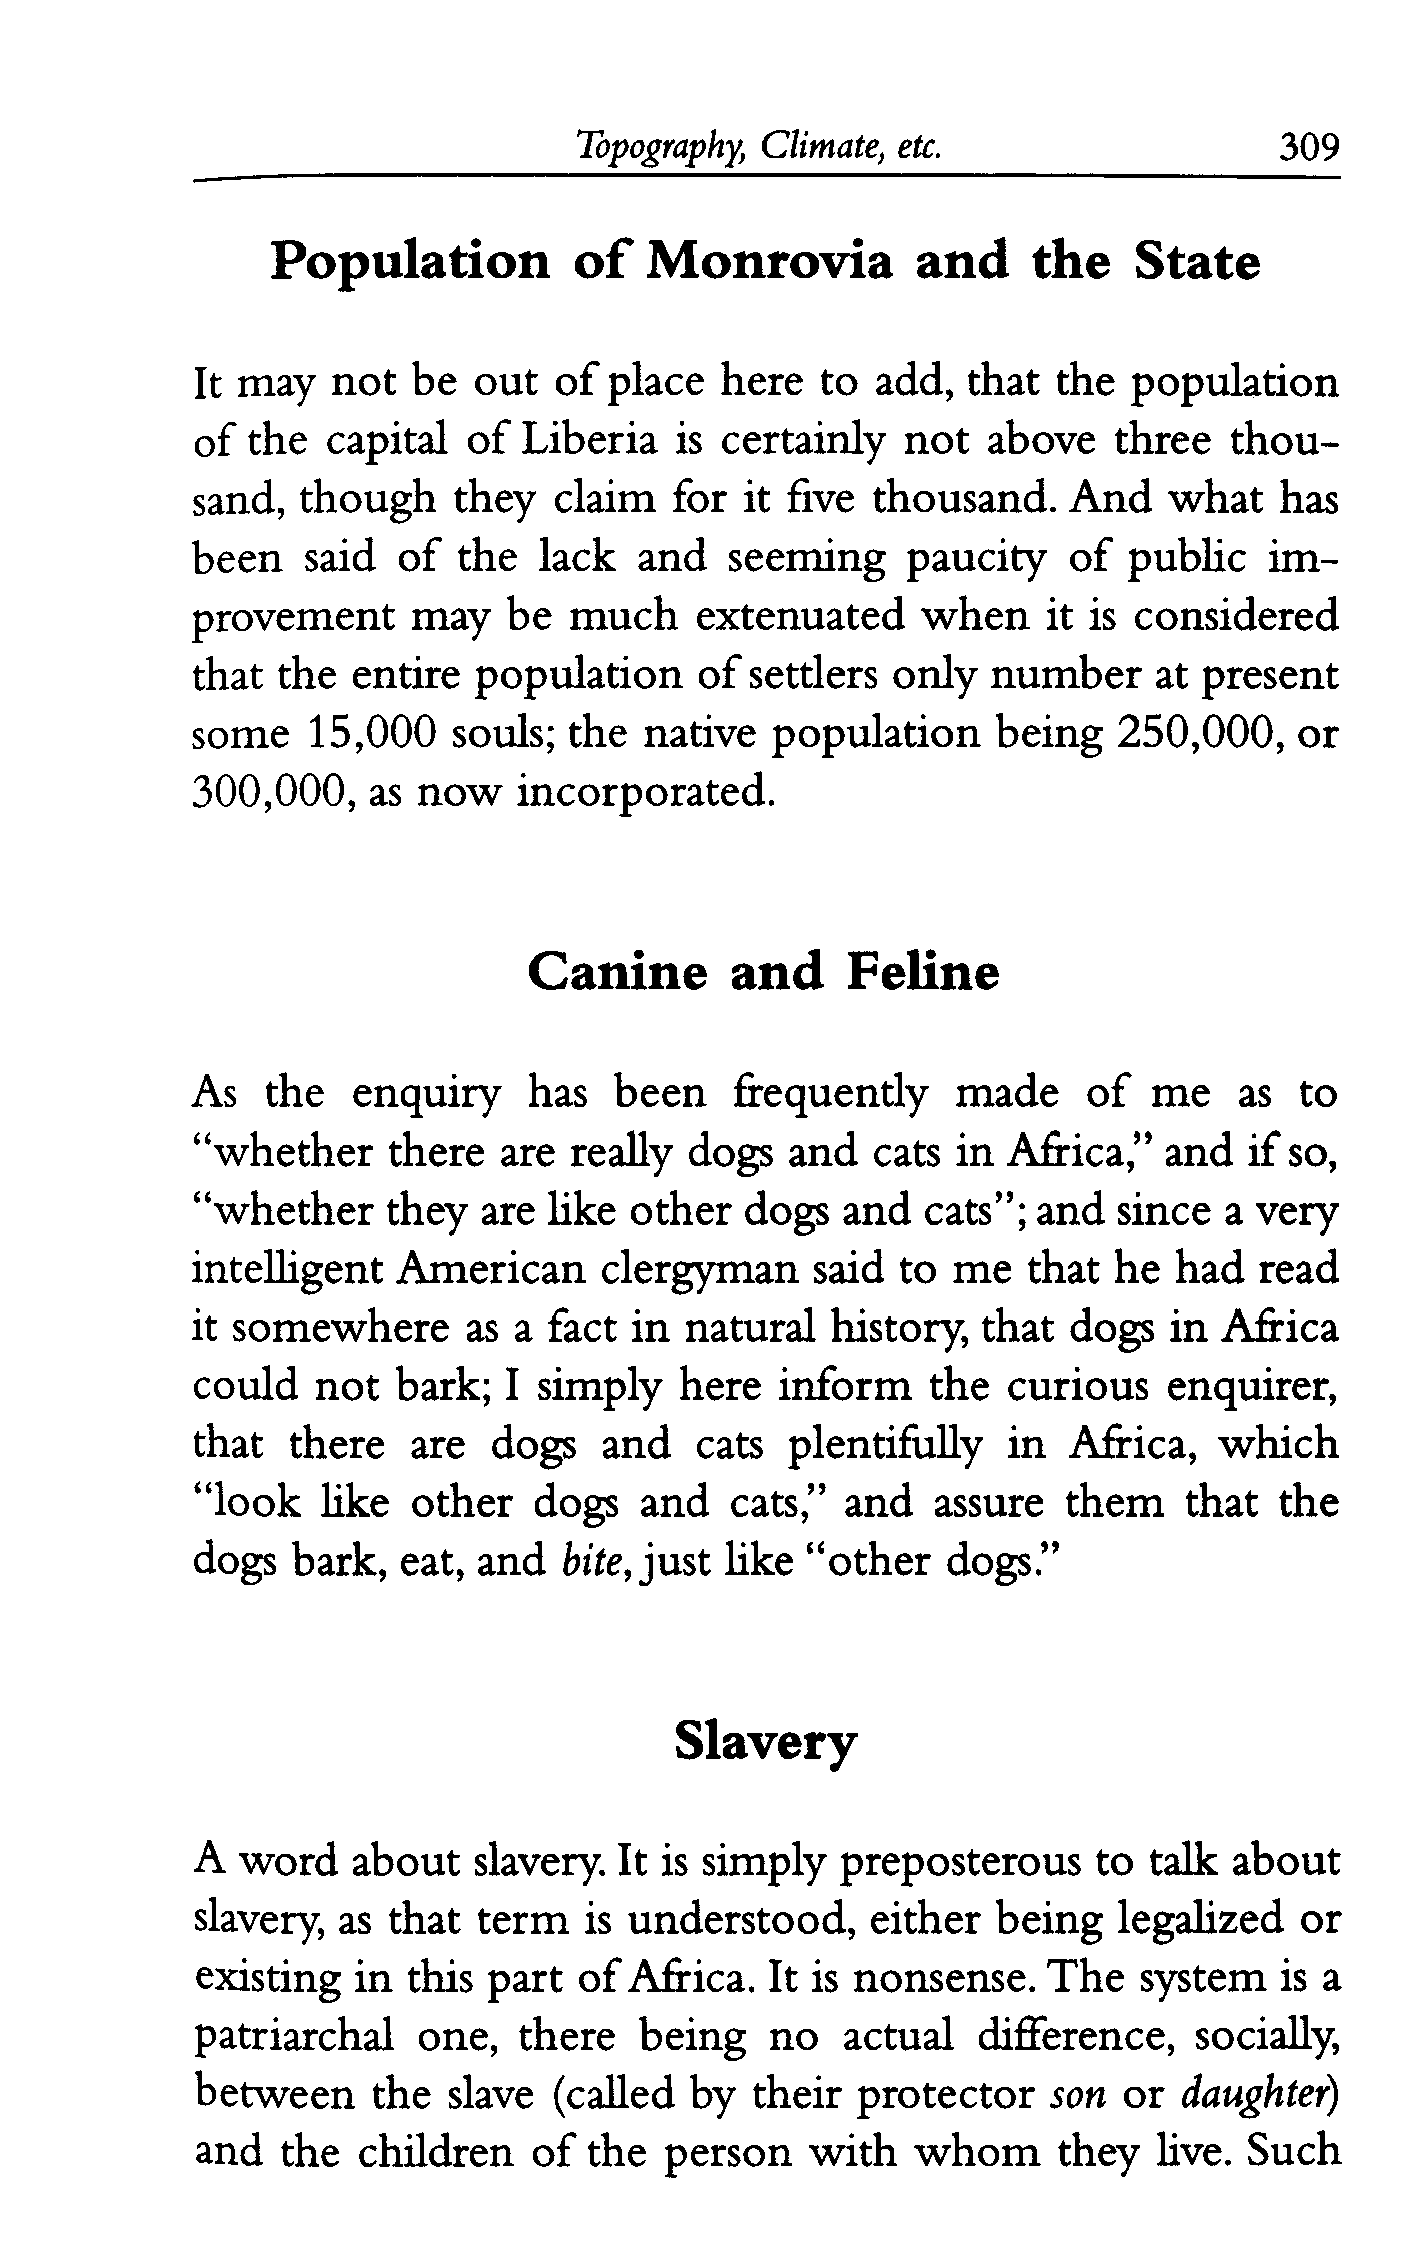 Topography, Climate, etc. 309
Population of Monrovia and the State
It may not be out of place here to add, that the population
of the capital of Liberia is certainly not above three thou-
sand, though they claim for it five thousand. And what has
been said of the lack and seeming paucity of public im-
provement may be much extenuated when it is considered
that the entire population of settlers only number at present
some 15,000 souls; the native population being 250,000, or
300,000, as now incorporated.
Canine and Feline
As the enquiry has been frequently made of me as to
“whether there are really dogs and cats in Africa,” and if so,
“whether they are like other dogs and cats”; and since a very
intelligent American clergyman said to me that he had read
it somewhere as a fact in natural history, that dogs in Africa
could not bark; I simply here inform the curious enquirer,
that there are dogs and cats plentifully in Africa, which
“look like other dogs and cats,” and assure them that the
dogs bark, eat, and bite, just like “other dogs.”
Slavery
A word about slavery. It is simply preposterous to talk about
slavery, as that term is understood, either being legalized or
existing in this part of Africa. It is nonsense. The system is a
patriarchal one, there being no actual difference, socially,
between the slave (called by their protector son or daughter)
and the children of the person with whom they live. Such